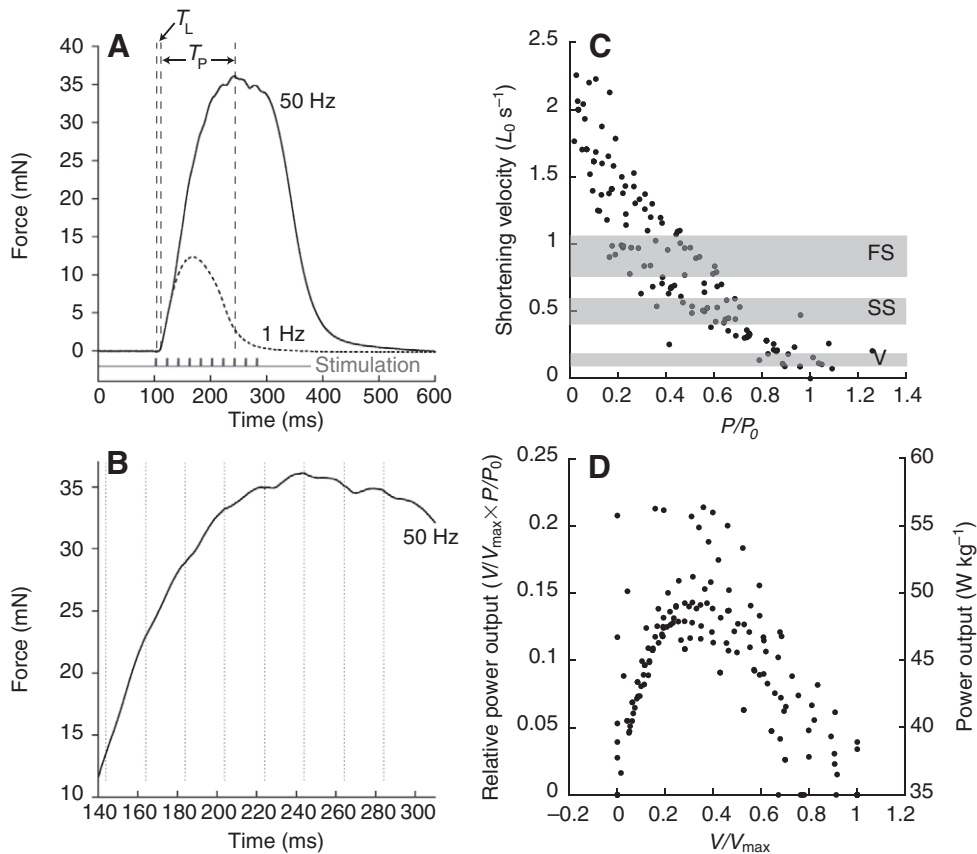 A
T_L
T_P
50 Hz
1 Hz
Stimulation
Force (mN)
40
35
30
25
20
15
10
5
0
0 100 200 300 400 500 600
Time (ms)
C
2.5
2
1.5
1
0.5
0
Shortening velocity (L_0 s^–1)
FS
SS
V
0 0.2 0.4 0.6 0.8 1 1.2 1.4
P/P_0
B
35
30
25
20
15
10
Force (mN)
50 Hz
140 160 180 200 220 240 260 280 300
Time (ms)
D
0.25
0.2
0.15
0.1
0.05
0
Relative power output (V/V_max × P/P_0)
60
55
50
45
40
35
Power output (W kg^–1)
–0.2 0 0.2 0.4 0.6 0.8 1 1.2
V/V_max